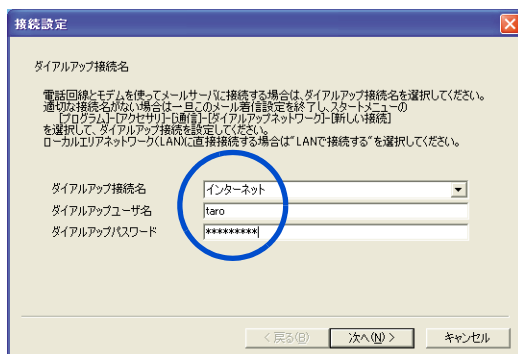 接続設定
ダイアルアップ接続名
電話回線とモデムを使ってメールサーバに接続する場合は、ダイアルアップ接続名を選択してください。
適切な接続名がない場合は一旦このメール着信設定を終了し、スタートメニューの
[プログラム]-[アクセサリ]-[通信]-[ダイアルアップネットワーク]-[新しい接続]
を選択して、ダイアルアップ接続を設定してください。
ローカルエリアネットワーク(LAN)に直接接続する場合は"LANで接続する"を選択してください。
ダイアルアップ接続名 インターネット
ダイアルアップユーザ名 taro
ダイアルアップパスワード *********
< 戻る(B) 次へ(N) > キャンセル